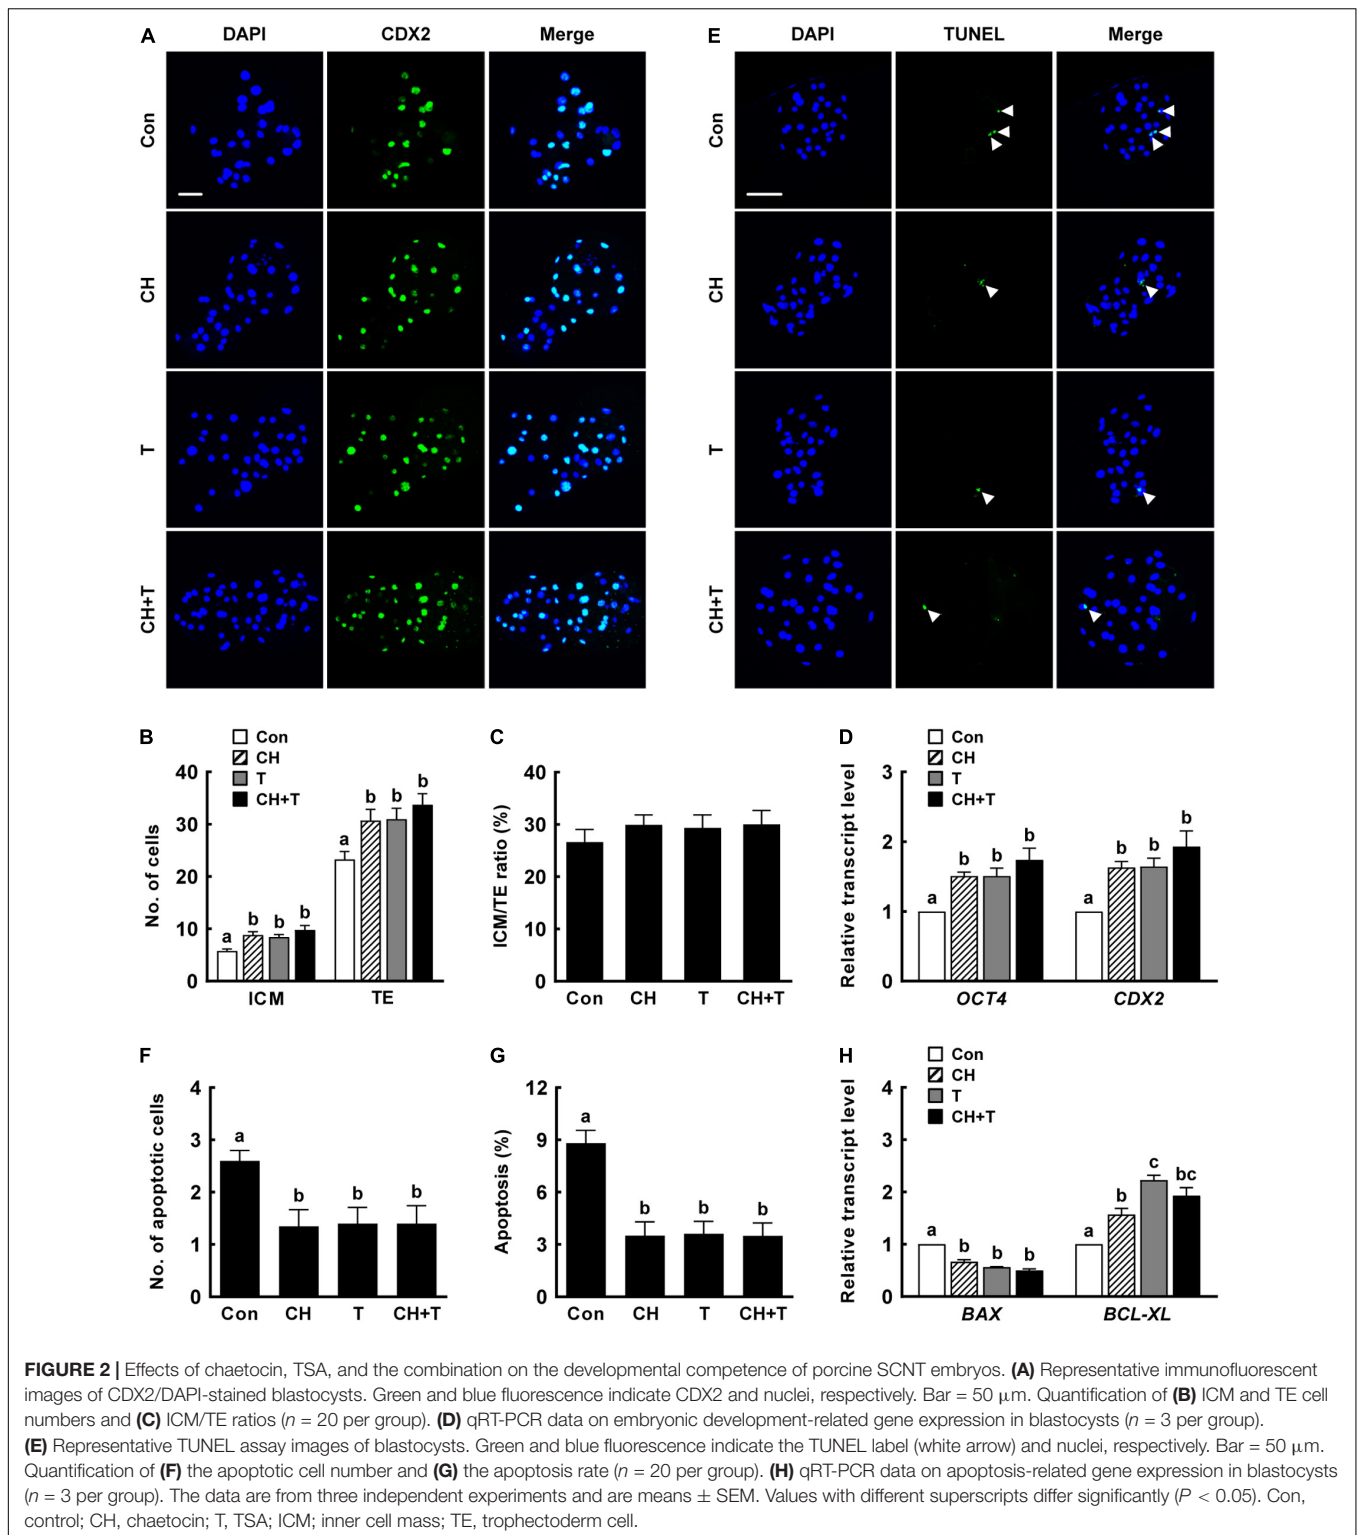 A DAPI CDX2 Merge
Con
CH
T
CH+T
E DAPI TUNEL Merge
Con
CH
T
CH+T
B
Con
CH
T
CH+T
No. of cells
40
30
20
10
0
a b b b
a b b b
ICM TE
C
ICM/TE ratio (%)
40
30
20
10
0
Con CH T CH+T
D
Con
CH
T
CH+T
Relative transcript level
3
2
1
0
a b b b
a b b b
OCT4 CDX2
F
No. of apoptotic cells
4
3
2
1
0
a b b b
Con CH T CH+T
G
Apoptosis (%)
12
9
6
3
0
a b b b
Con CH T CH+T
H
Con
CH
T
CH+T
Relative transcript level
4
3
2
1
0
a b b b
a b c bc
BAX BCL-XL
FIGURE 2 | Effects of chaetocin, TSA, and the combination on the developmental competence of porcine SCNT embryos. (A) Representative immunofluorescent
images of CDX2/DAPI-stained blastocysts. Green and blue fluorescence indicate CDX2 and nuclei, respectively. Bar = 50 μm. Quantification of (B) ICM and TE cell
numbers and (C) ICM/TE ratios (n = 20 per group). (D) qRT-PCR data on embryonic development-related gene expression in blastocysts (n = 3 per group).
(E) Representative TUNEL assay images of blastocysts. Green and blue fluorescence indicate the TUNEL label (white arrow) and nuclei, respectively. Bar = 50 μm.
Quantification of (F) the apoptotic cell number and (G) the apoptosis rate (n = 20 per group). (H) qRT-PCR data on apoptosis-related gene expression in blastocysts
(n = 3 per group). The data are from three independent experiments and are means ± SEM. Values with different superscripts differ significantly (P < 0.05). Con,
control; CH, chaetocin; T, TSA; ICM; inner cell mass; TE, trophectoderm cell.